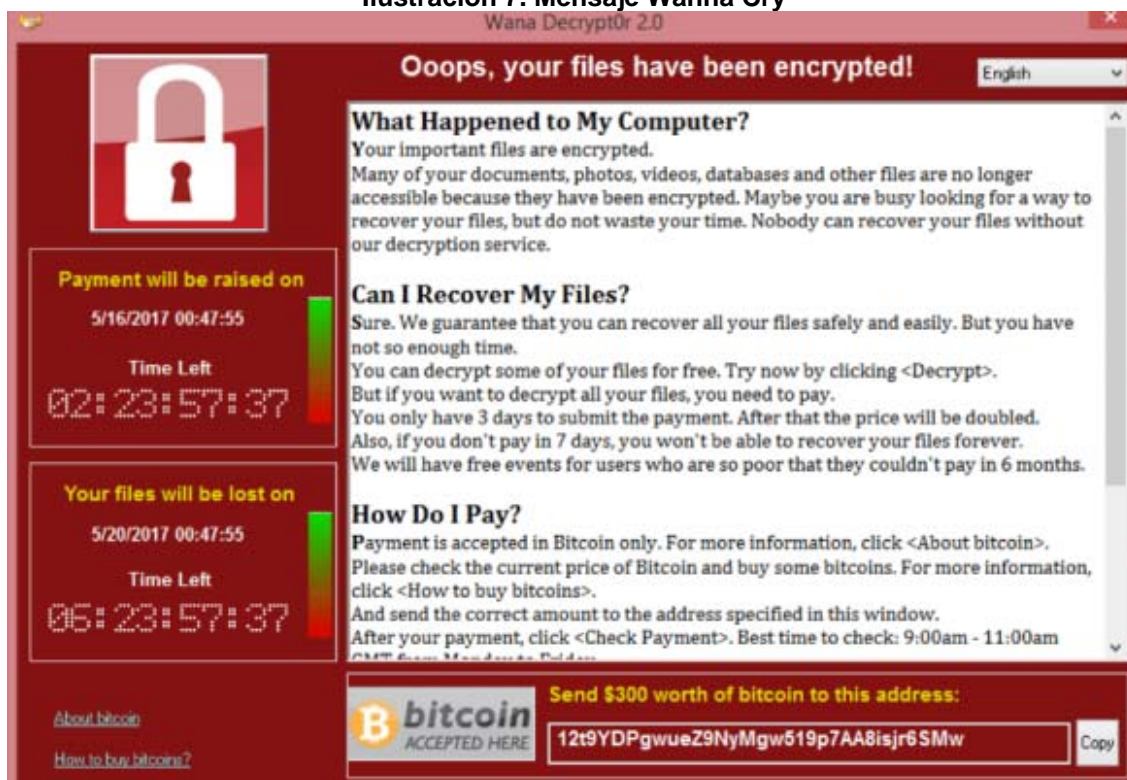 Ilustración 7. Mensaje Wanna Cry
Wana Decrypt0r 2.0
Ooops, your files have been encrypted!
English
Payment will be raised on
5/16/2017 00:47:55
Time Left
02:23:57:37
Your files will be lost on
5/20/2017 00:47:55
Time Left
06:23:57:37
About bitcoin
How to buy bitcoins?
What Happened to My Computer?
Your important files are encrypted.
Many of your documents, photos, videos, databases and other files are no longer
accessible because they have been encrypted. Maybe you are busy looking for a way to
recover your files, but do not waste your time. Nobody can recover your files without
our decryption service.
Can I Recover My Files?
Sure. We guarantee that you can recover all your files safely and easily. But you have
not so enough time.
You can decrypt some of your files for free. Try now by clicking <Decrypt>.
But if you want to decrypt all your files, you need to pay.
You only have 3 days to submit the payment. After that the price will be doubled.
Also, if you don't pay in 7 days, you won't be able to recover your files forever.
We will have free events for users who are so poor that they couldn't pay in 6 months.
How Do I Pay?
Payment is accepted in Bitcoin only. For more information, click <About bitcoin>.
Please check the current price of Bitcoin and buy some bitcoins. For more information,
click <How to buy bitcoins>.
And send the correct amount to the address specified in this window.
After your payment, click <Check Payment>. Best time to check: 9:00am - 11:00am
GMT from Monday to Friday
bitcoin
ACCEPTED HERE
Send $300 worth of bitcoin to this address:
12t9YDPgwueZ9NyMgw519p7AA8isjr6SMw
Copy